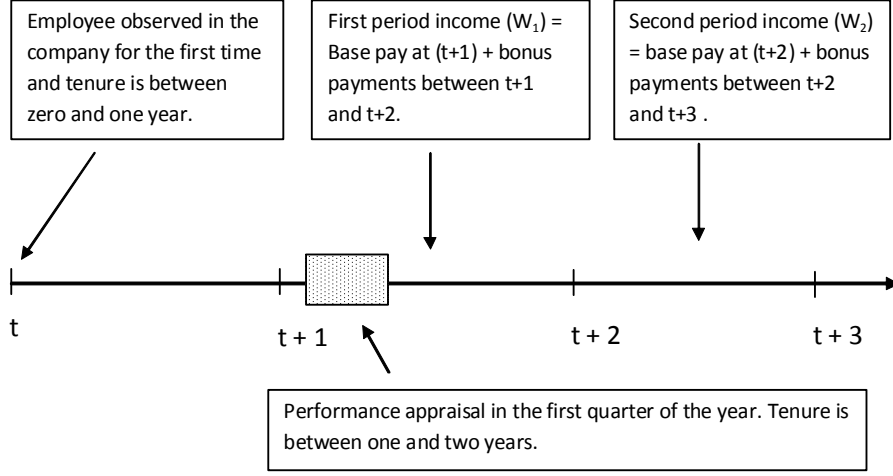 Employee observed in the
company for the first time
and tenure is between
zero and one year.
First period income (W₁) =
Base pay at (t+1) + bonus
payments between t+1
and t+2.
Second period income (W₂)
= base pay at (t+2) + bonus
payments between t+2
and t+3 .
t
t + 1
t + 2
t + 3
Performance appraisal in the first quarter of the year. Tenure is
between one and two years.